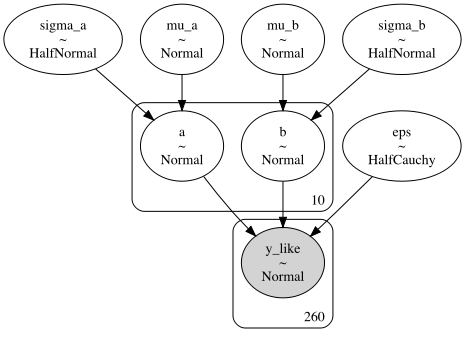 sigma_a
~
HalfNormal
mu_a
~
Normal
mu_b
~
Normal
sigma_b
~
HalfNormal
a
~
Normal
b
~
Normal
eps
~
HalfCauchy
10
y_like
~
Normal
260